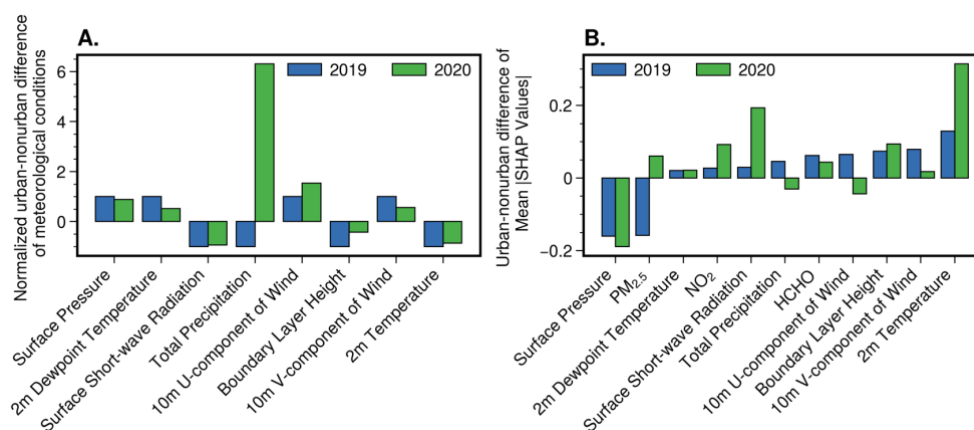 A.
Normalized urban-nonurban difference
of meteorological conditions
6
4
2
0
2019
2020
Surface Pressure
2m Dewpoint Temperature
Surface Short-wave Radiation
Total Precipitation
10m U-component of Wind
Boundary Layer Height
10m V-component of Wind
2m Temperature
B.
Urban-nonurban difference of
Mean |SHAP Values|
0.2
0
−0.2
2019
2020
Surface Pressure
PM₂.₅
2m Dewpoint Temperature
NO₂
Surface Short-wave Radiation
Total Precipitation
HCHO
10m U-component of Wind
Boundary Layer Height
10m V-component of Wind
2m Temperature